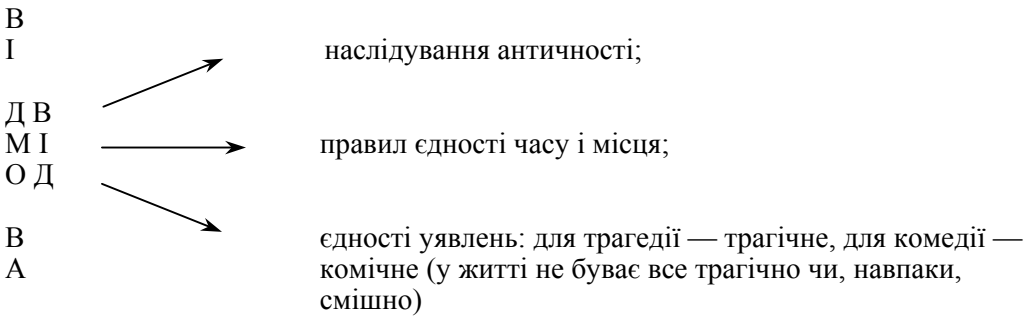 В
І
наслідування античності;
Д В
М І
правил єдності часу і місця;
О Д
В
єдності уявлень: для трагедії — трагічне, для комедії —
А
комічне (у житті не буває все трагічно чи, навпаки,
смішно)